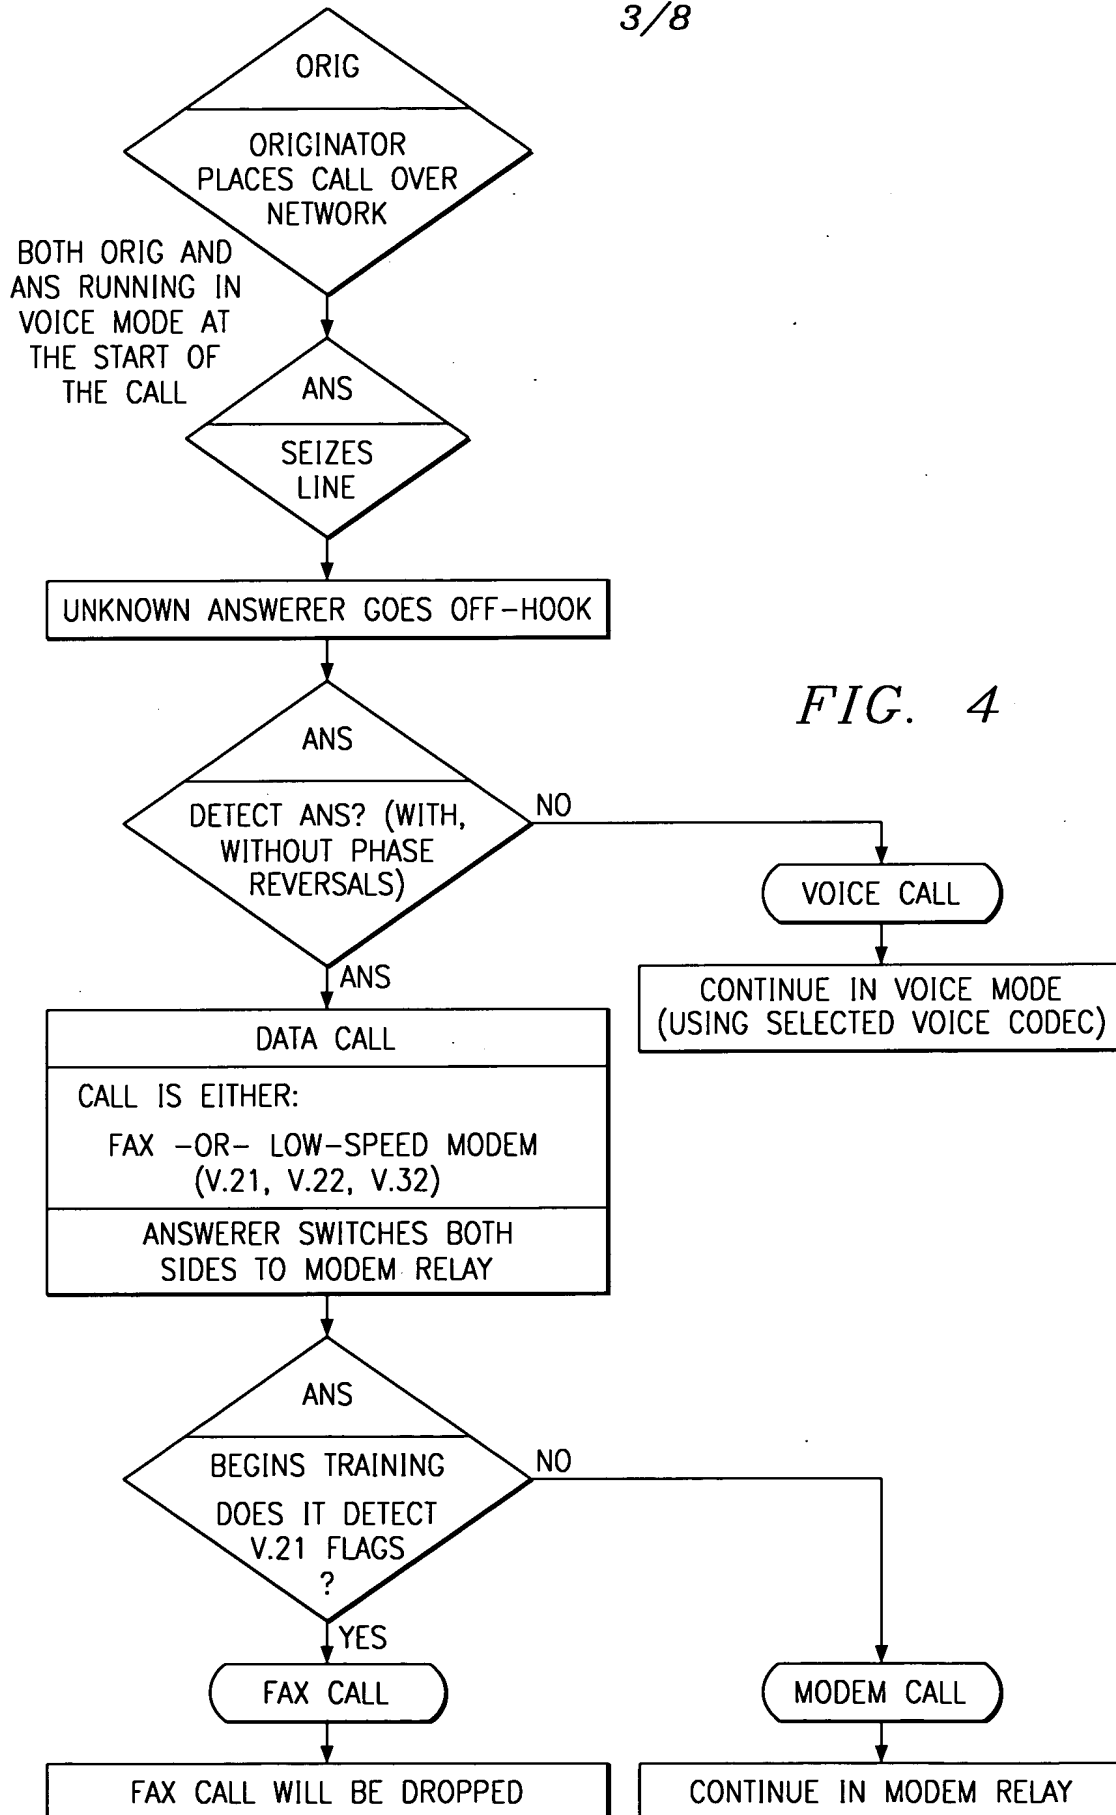 3/8
ORIG
ORIGINATOR
PLACES CALL OVER
NETWORK
BOTH ORIG AND
ANS RUNNING IN
VOICE MODE AT
THE START OF
THE CALL
ANS
SEIZES
LINE
UNKNOWN ANSWERER GOES OFF-HOOK
FIG. 4
ANS
DETECT ANS? (WITH,
WITHOUT PHASE
REVERSALS)
NO
VOICE CALL
CONTINUE IN VOICE MODE
(USING SELECTED VOICE CODEC)
ANS
DATA CALL
CALL IS EITHER:
FAX -OR- LOW-SPEED MODEM
(V.21, V.22, V.32)
ANSWERER SWITCHES BOTH
SIDES TO MODEM RELAY
ANS
BEGINS TRAINING
DOES IT DETECT
V.21 FLAGS
?
NO
YES
FAX CALL
MODEM CALL
FAX CALL WILL BE DROPPED
CONTINUE IN MODEM RELAY